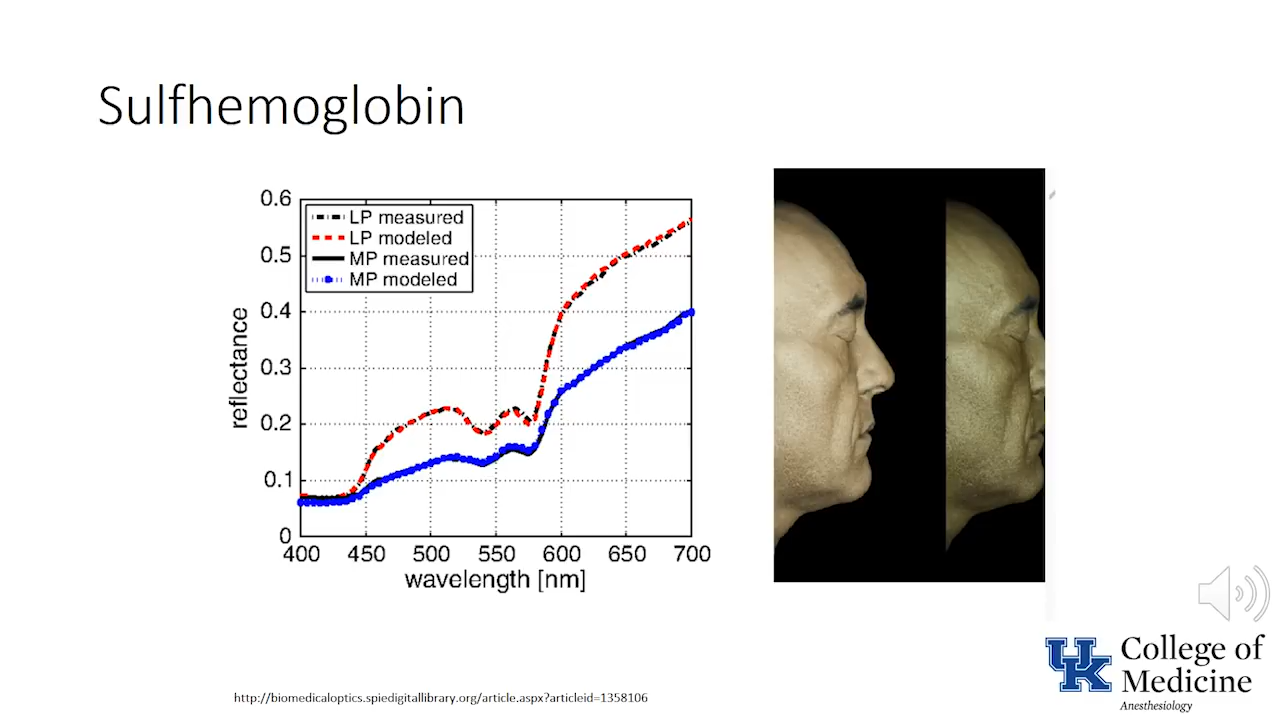 Sulfhemoglobin
0.6
0.5
0.4
0.3
0.2
0.1
0
reflectance
LP measured
LP modeled
MP measured
MP modeled
400 450 500 550 600 650 700
wavelength [nm]
http://biomedicaloptics.spiedigitallibrary.org/article.aspx?articleid=1358106
UK
College of
Medicine
Anesthesiology